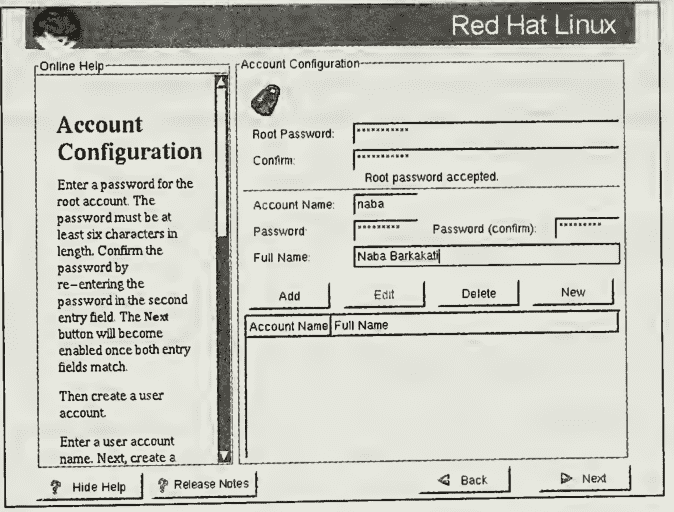 Red Hat Linux
Online Help
Account
Configuration
Enter a password for the
root account. The
password must be at
least six characters in
length. Confirm the
password by
re-entering the
password in the second
entry field. The Next
button will become
enabled once both entry
fields match.
Then create a user
account.
Enter a user account
name. Next, create a
Account Configuration
Root Password: ***********
Confirm: ***********
Root password accepted.
Account Name: naba
Password: ********* Password (confirm): *********
Full Name: Naba Barkakati
Add Edit Delete New
Account Name Full Name
Hide Help Release Notes Back Next